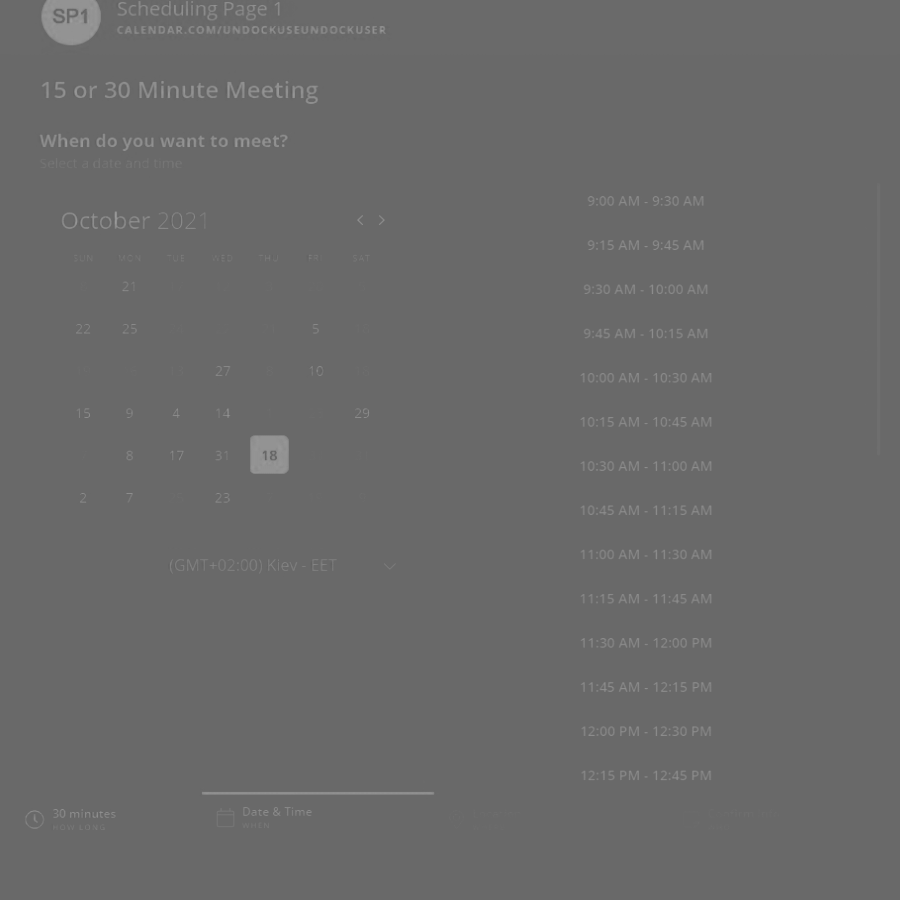 SP1
Scheduling Page 1
CALENDAR.COM/UNDOCKUSEUNDOCKUSER
15 or 30 Minute Meeting
When do you want to meet?
Select a date and time
October 2021
SUN MON TUE WED THU FRI SAT
21
22 25 5
27 10
15 9 4 14 29
8 17 31 18
2 7 23
(GMT+02:00) Kiev - EET
9:00 AM - 9:30 AM
9:15 AM - 9:45 AM
9:30 AM - 10:00 AM
9:45 AM - 10:15 AM
10:00 AM - 10:30 AM
10:15 AM - 10:45 AM
10:30 AM - 11:00 AM
10:45 AM - 11:15 AM
11:00 AM - 11:30 AM
11:15 AM - 11:45 AM
11:30 AM - 12:00 PM
11:45 AM - 12:15 PM
12:00 PM - 12:30 PM
12:15 PM - 12:45 PM
30 minutes
HOW LONG
Date & Time
WHEN